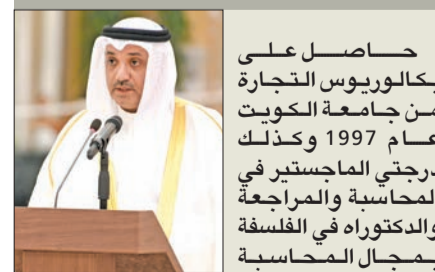 حاصل على
بكالوريوس التجارة
من جامعة الكويت
عام 1997 وكذلك
درجتي الماجستير في
المحاسبة والمراجعة
والدكتوراه في الفلسفة
بمجال المحاسبة